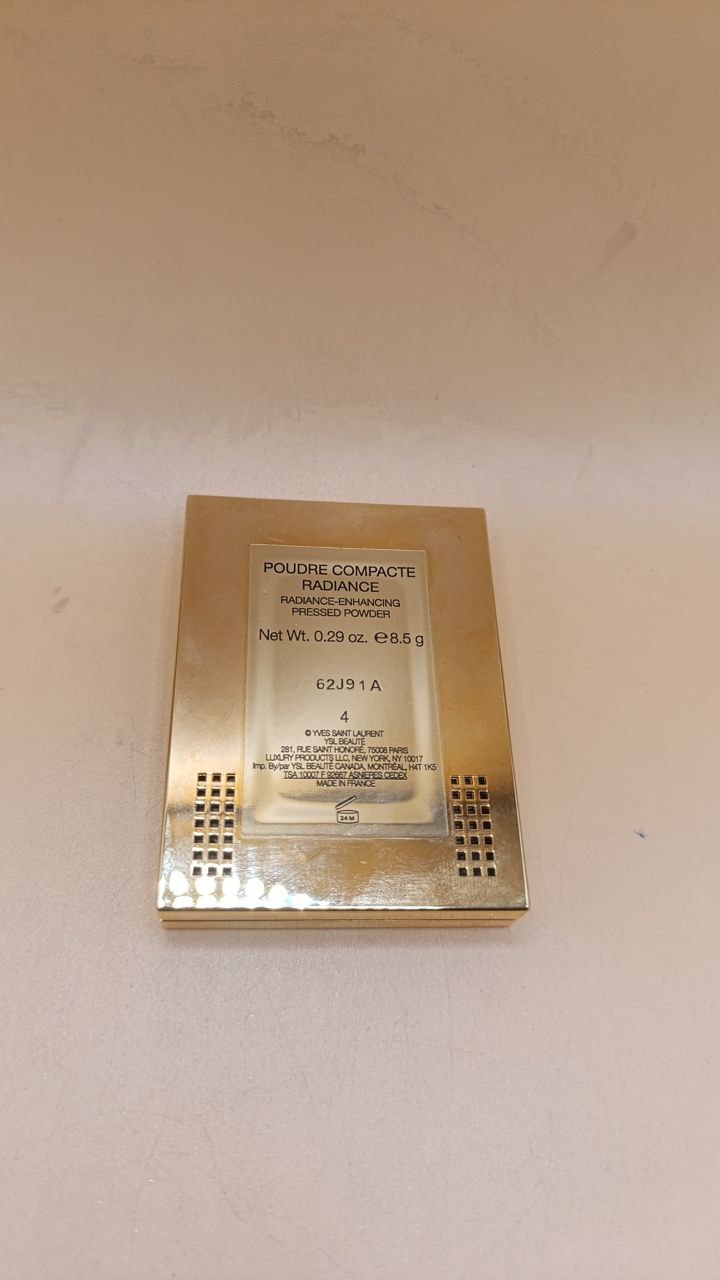 POUDRE COMPACTE
RADIANCE
RADIANCE-ENHANCING
PRESSED POWDER
Net Wt. 0.29 oz. ℮8.5 g
62J91A
4
© YVES SAINT LAURENT
YSL BEAUTÉ
281, RUE SAINT HONORÉ, 75008 PARIS
LUXURY PRODUCTS LLC, NEW YORK, NY 10017
Imp. By/par YSL BEAUTÉ CANADA, MONTRÉAL, H4T 1K5
TSA 10007 F 92667 ASNIERES CEDEX
MADE IN FRANCE
24 M